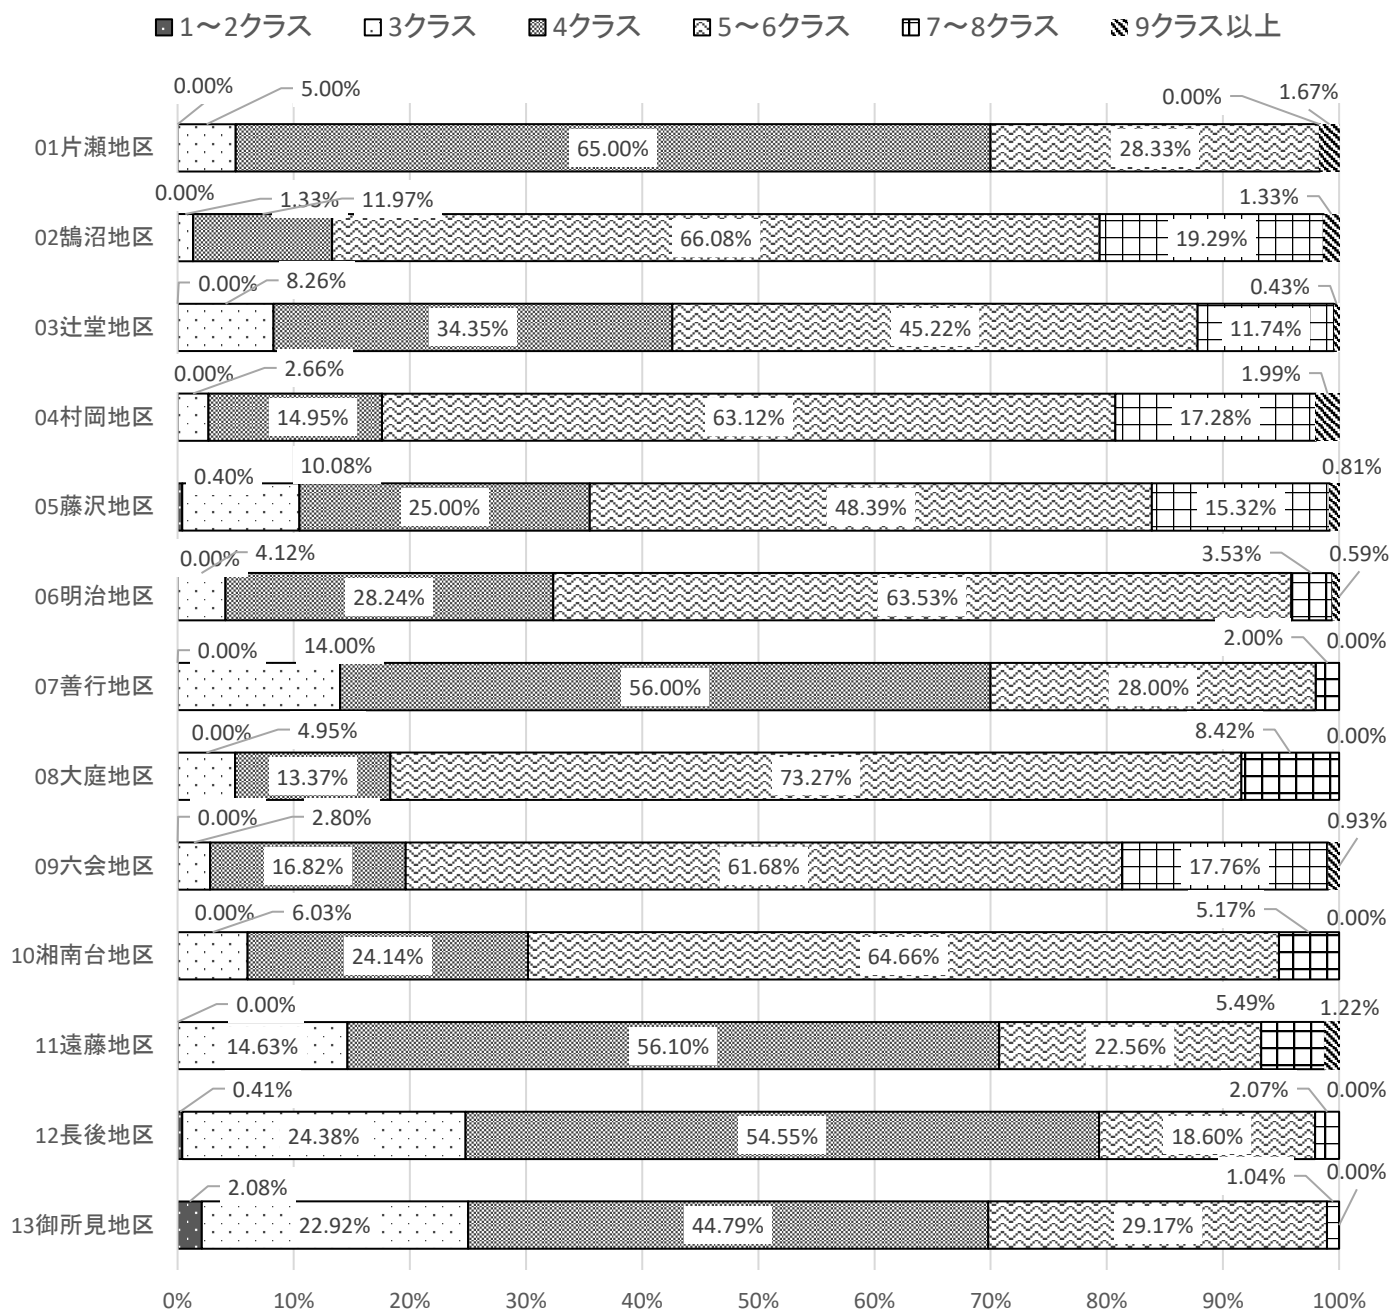 1～2クラス 3クラス 4クラス 5～6クラス 7～8クラス 9クラス以上
0.00% 5.00% 0.00% 1.67%
01片瀬地区 65.00% 28.33%
0.00% 1.33% 11.97% 1.33%
02鵠沼地区 66.08% 19.29%
0.00% 8.26% 0.43%
03辻堂地区 34.35% 45.22% 11.74%
0.00% 2.66% 1.99%
04村岡地区 14.95% 63.12% 17.28%
0.40% 10.08% 0.81%
05藤沢地区 25.00% 48.39% 15.32%
0.00% 4.12% 3.53% 0.59%
06明治地区 28.24% 63.53%
0.00% 14.00% 2.00% 0.00%
07善行地区 56.00% 28.00%
0.00% 4.95% 8.42% 0.00%
08大庭地区 13.37% 73.27%
0.00% 2.80% 0.93%
09六会地区 16.82% 61.68% 17.76%
0.00% 6.03% 5.17% 0.00%
10湘南台地区 24.14% 64.66%
0.00% 5.49% 1.22%
11遠藤地区 14.63% 56.10% 22.56%
0.41% 2.07% 0.00%
12長後地区 24.38% 54.55% 18.60%
2.08% 1.04% 0.00%
13御所見地区 22.92% 44.79% 29.17%
0% 10% 20% 30% 40% 50% 60% 70% 80% 90% 100%